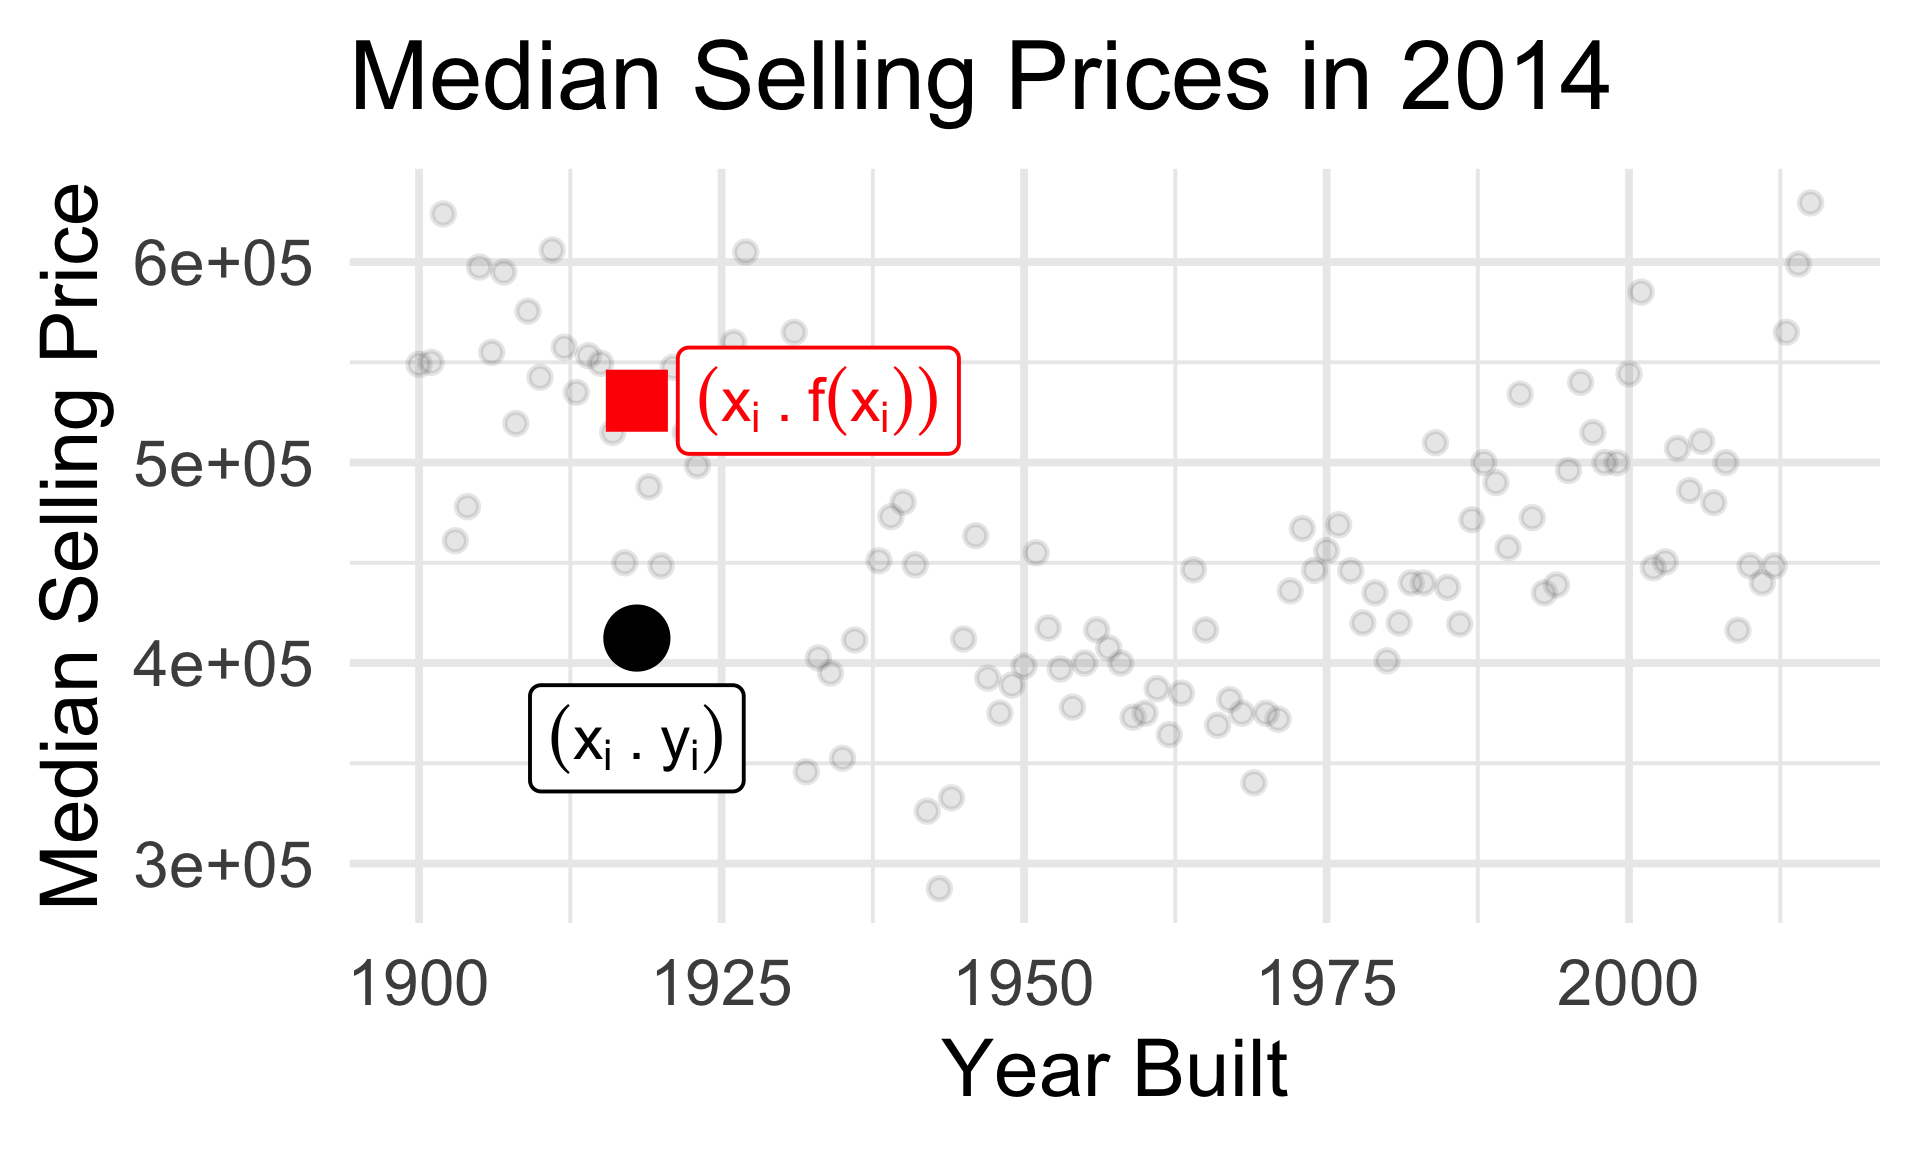 Median Selling Prices in 2014
Median Selling Price
6e+05
5e+05
4e+05
3e+05
(xᵢ . f(xᵢ))
(xᵢ . yᵢ)
1900 1925 1950 1975 2000
Year Built